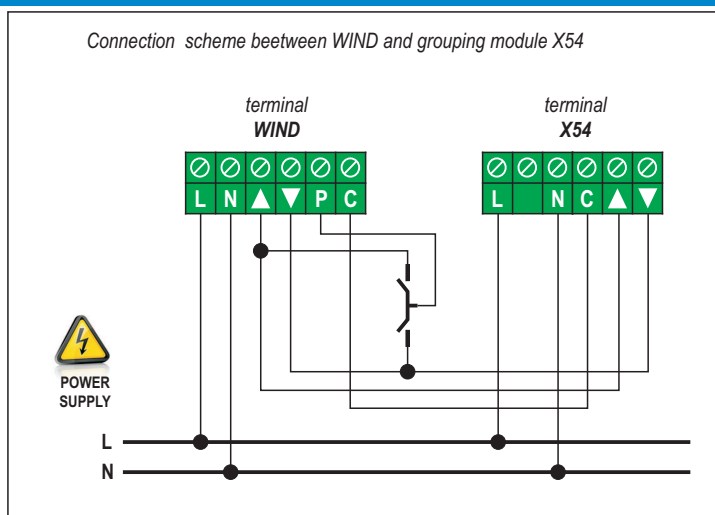 Connection scheme beetween WIND and grouping module X54
terminal
WIND
terminal
X54
L N ▲ ▼ P C
L N C ▲ ▼
POWER
SUPPLY
L
N